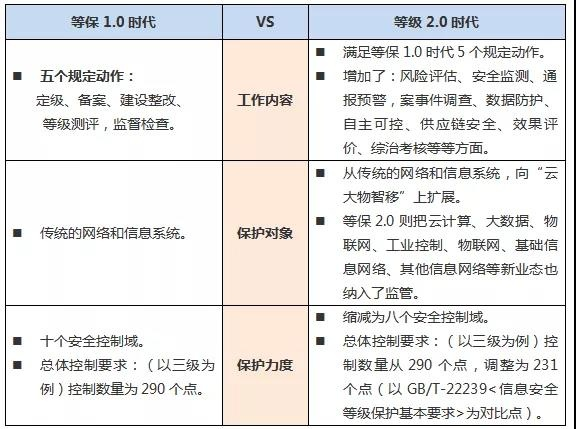 等保 1.0 时代 VS 等级 2.0 时代
■ 五个规定动作：
定级、备案、建设整改、
等级测评，监督检查。
工作内容
■ 满足等保 1.0 时代 5 个规定动作。
■ 增加了：风险评估、安全监测、通
报预警，案事件调查、数据防护、
自主可控、供应链安全、效果评
价、综治考核等等方面。
■ 传统的网络和信息系统。
保护对象
■ 从传统的网络和信息系统，向“云
大物智移”上扩展。
■ 等保 2.0 则把云计算、大数据、物
联网、工业控制、物联网、基础信
息网络、其他信息网络等新业态也
纳入了监管。
■ 十个安全控制域。
■ 总体控制要求：（以三级为
例）控制数量为 290 个点。
保护力度
■ 缩减为八个安全控制域。
■ 总体控制要求：（以三级为例）控
制数量从 290 个点，调整为 231
个点（以 GB/T-22239<信息安全
等级保护基本要求>为对比点）。